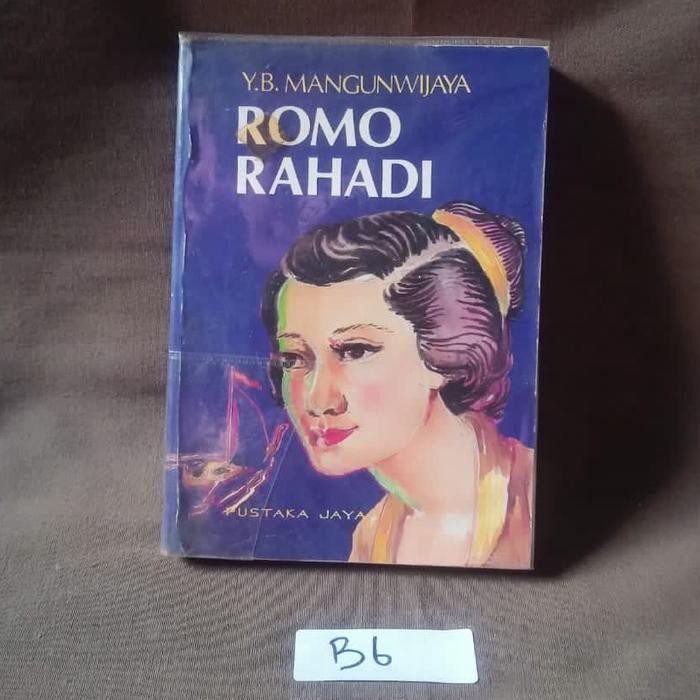 Y.B. MANGUNWIJAYA
ROMO
RAHADI
PUSTAKA JAYA
B6